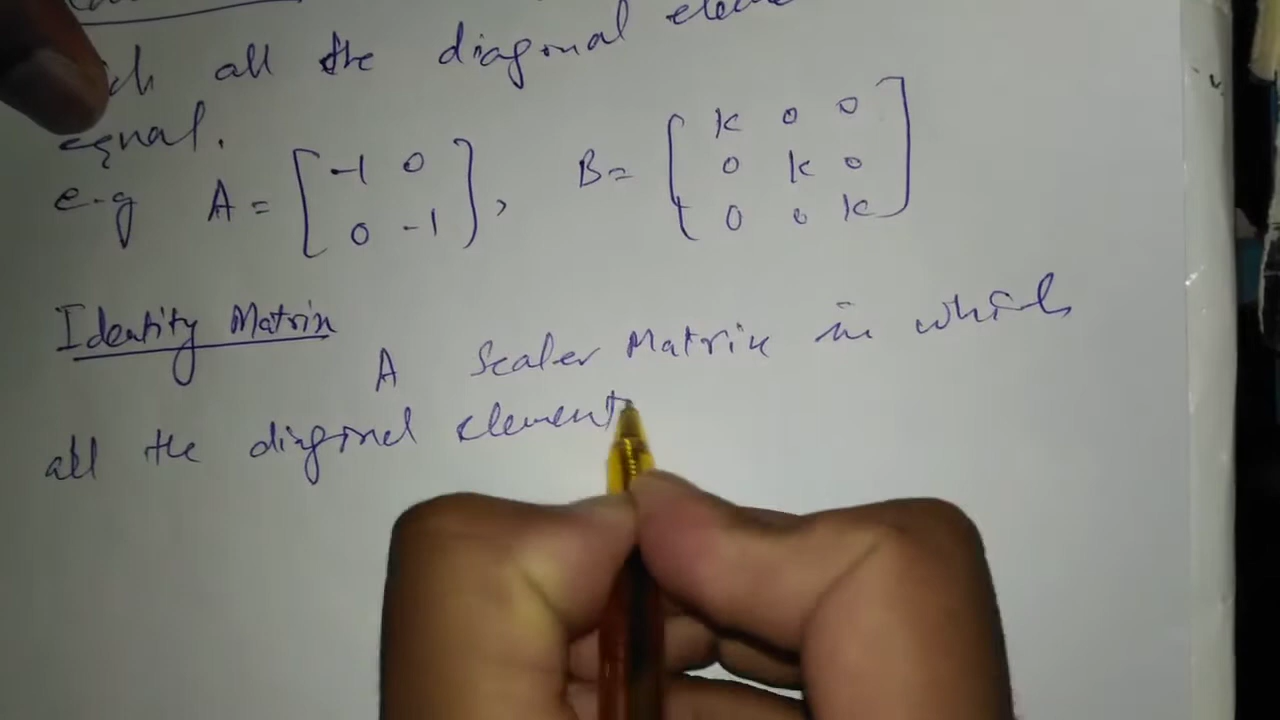 all the diagonal
equal.
e.g A = [ -1 0 ], B = [ k 0 0 ]
[ 0 -1 ] [ 0 k 0 ]
[ 0 0 k ]
Identity Matrix
A Scaler Matrix in which
all the diagonal element